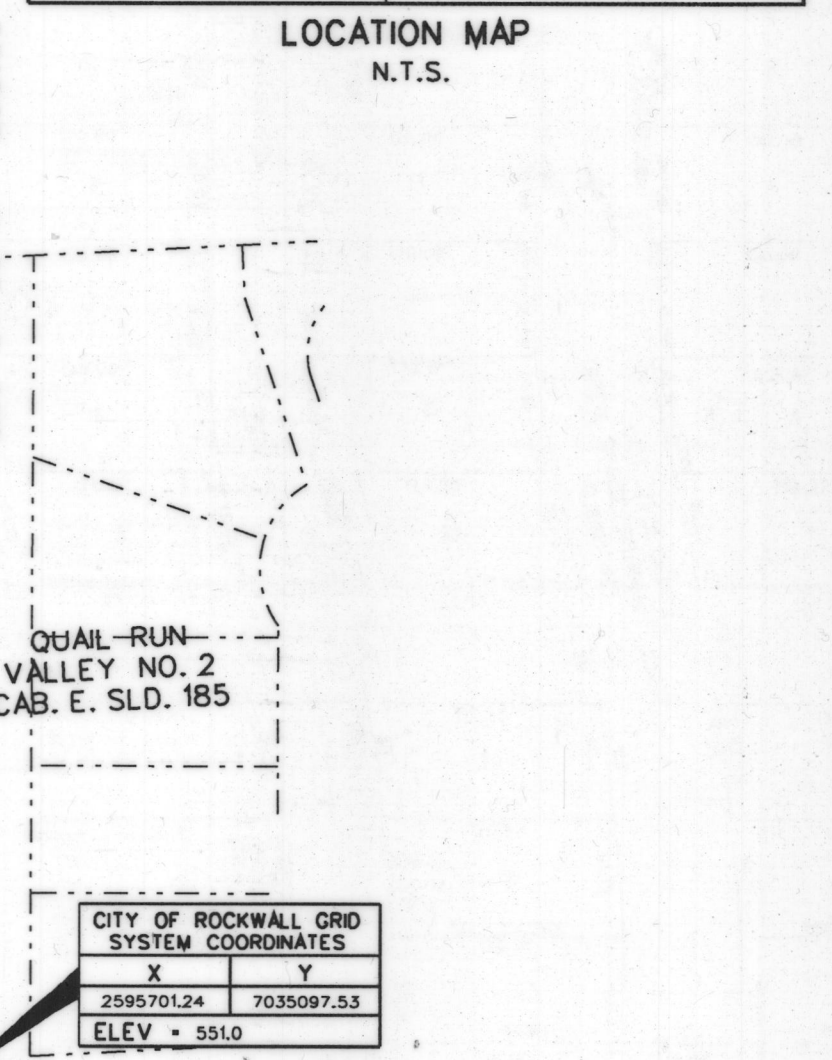 LOCATION MAP
N.T.S.
QUAIL RUN
VALLEY NO. 2
CAB. E. SLD. 185
CITY OF ROCKWALL GRID
SYSTEM COORDINATES
X Y
2595701.24 7035097.53
ELEV = 551.0